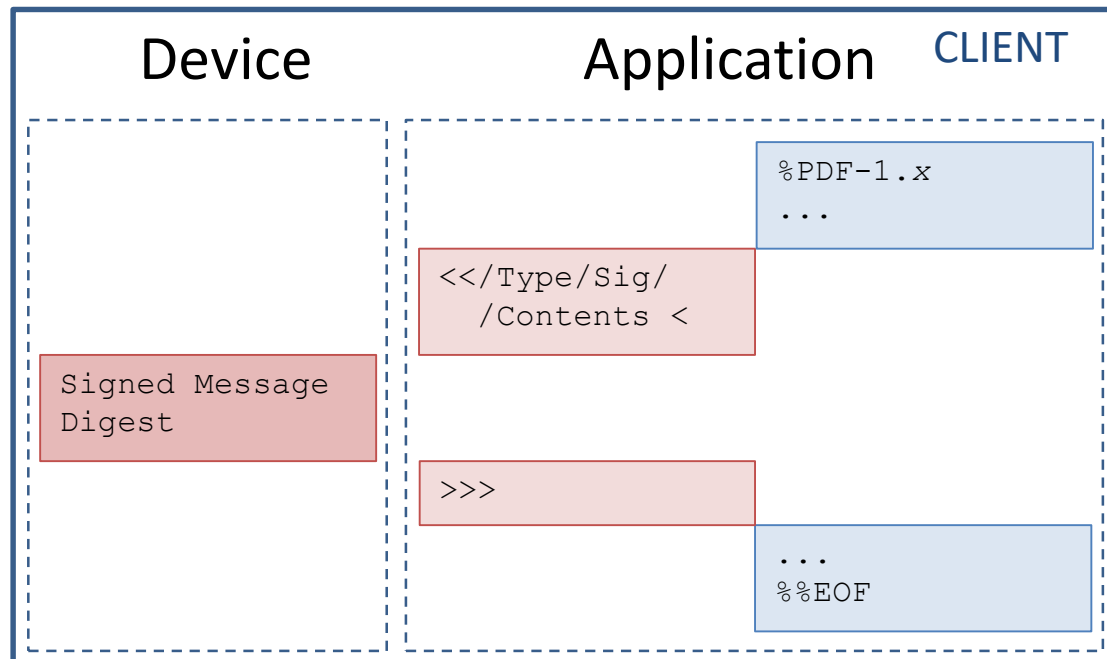 Device
Application
CLIENT
%PDF-1.x
...
<</Type/Sig/
/Contents <
Signed Message
Digest
>>>
...
%%EOF